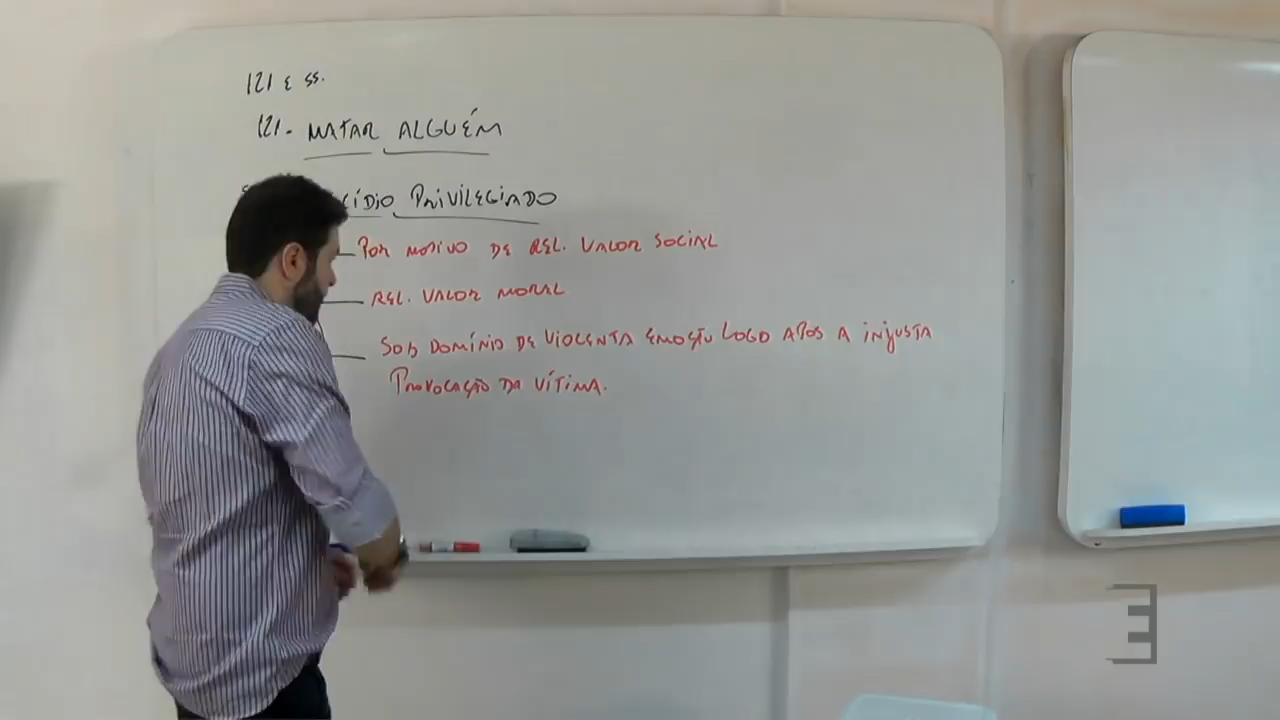 121 E SS.
121- MATAR ALGUÉM
CÍDIO PRIVILEGIADO
POR MOTIVO DE REL. VALOR SOCIAL
REL. VALOR MORAL
SOB DOMÍNIO DE VIOLENTA EMOÇÃO LOGO APÓS A INJUSTA
PROVOCAÇÃO DA VÍTIMA.